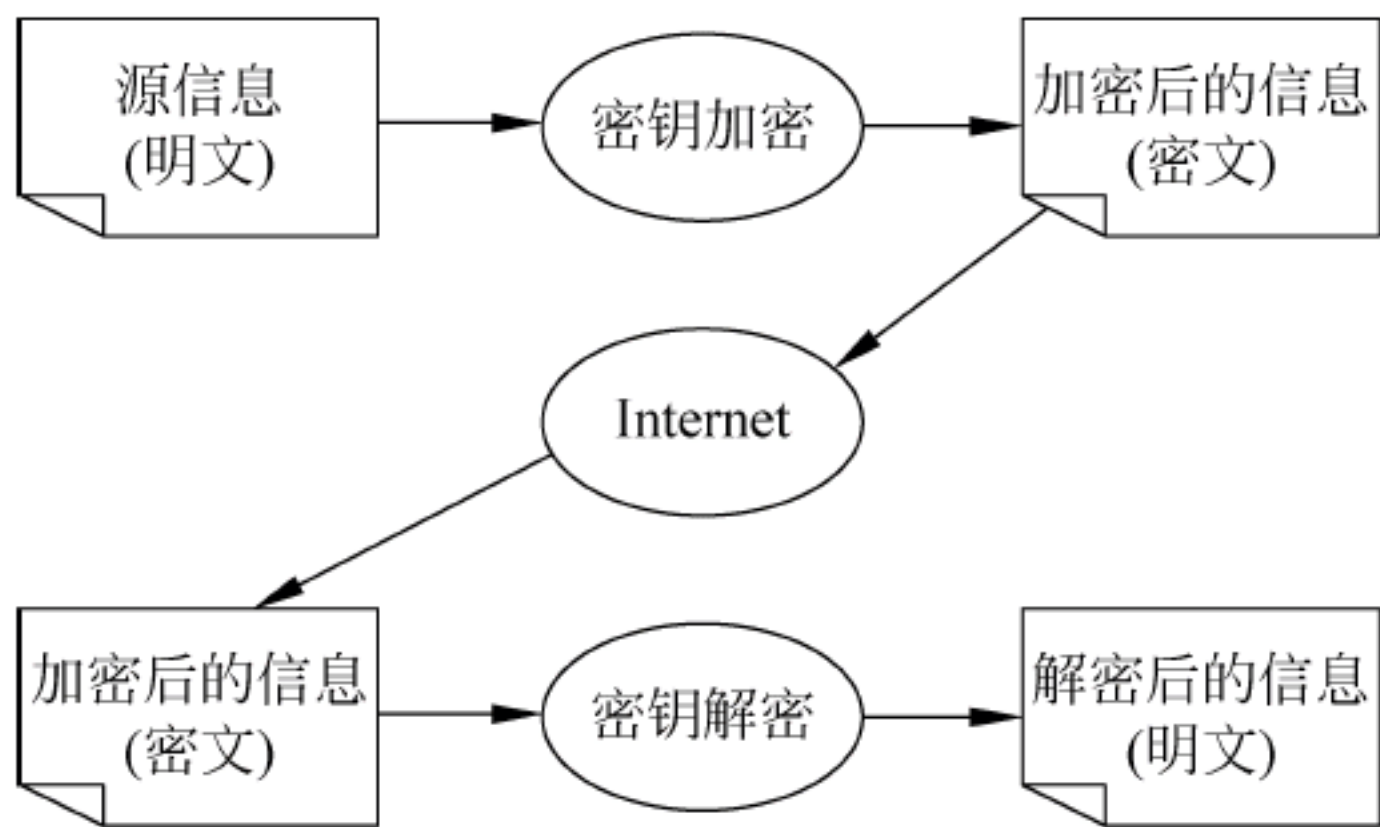 源信息
(明文)
密钥加密
加密后的信息
(密文)
Internet
加密后的信息
(密文)
密钥解密
解密后的信息
(明文)